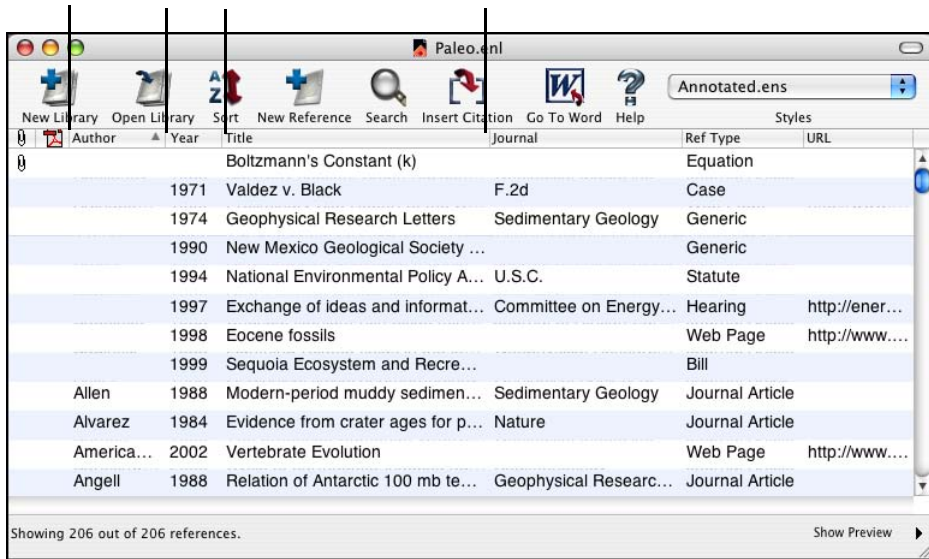 Paleo.enl
New Library Open Library Sort New Reference Search Insert Citation Go To Word Help Annotated.ens Styles
Author Year Title Journal Ref Type URL
Boltzmann's Constant (k) Equation
1971 Valdez v. Black F.2d Case
1974 Geophysical Research Letters Sedimentary Geology Generic
1990 New Mexico Geological Society ... Generic
1994 National Environmental Policy A... U.S.C. Statute
1997 Exchange of ideas and informat... Committee on Energy... Hearing http://ener...
1998 Eocene fossils Web Page http://www....
1999 Sequoia Ecosystem and Recre... Bill
Allen 1988 Modern-period muddy sedimen... Sedimentary Geology Journal Article
Alvarez 1984 Evidence from crater ages for p... Nature Journal Article
America... 2002 Vertebrate Evolution Web Page http://www....
Angell 1988 Relation of Antarctic 100 mb te... Geophysical Researc... Journal Article
Showing 206 out of 206 references. Show Preview